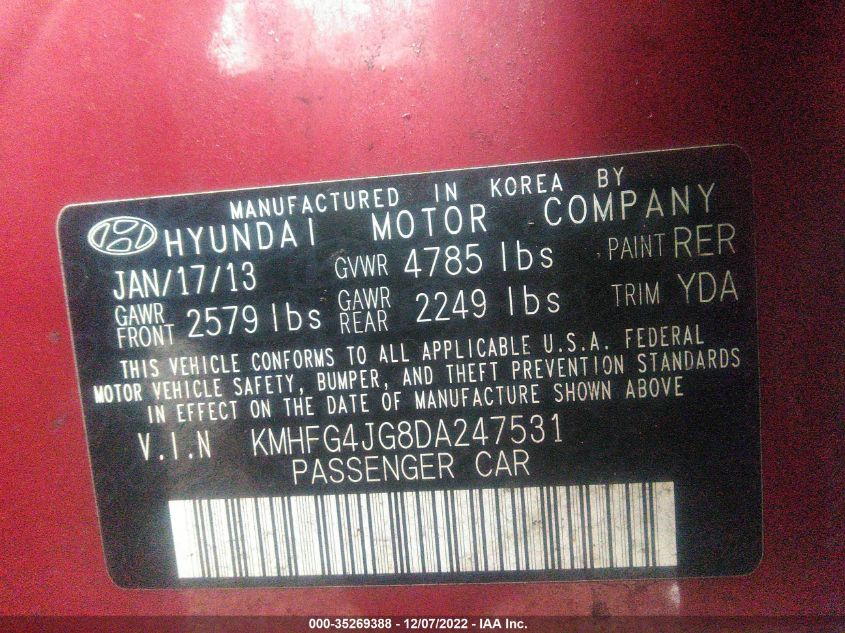 MANUFACTURED IN KOREA BY
HYUNDAI MOTOR COMPANY
JAN/17/13 GVWR 4785 lbs PAINT RER
GAWR FRONT 2579 lbs GAWR REAR 2249 lbs TRIM YDA
THIS VEHICLE CONFORMS TO ALL APPLICABLE U.S.A. FEDERAL
MOTOR VEHICLE SAFETY, BUMPER, AND THEFT PREVENTION STANDARDS
IN EFFECT ON THE DATE OF MANUFACTURE SHOWN ABOVE
V.I.N KMHFG4JG8DA247531
PASSENGER CAR
000-35269388 - 12/07/2022 - IAA Inc.